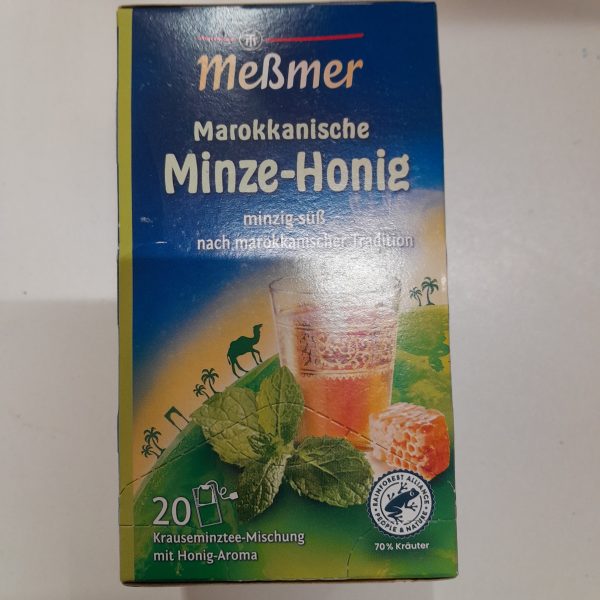 Meßmer
Marokkanische
Minze-Honig
minzig-süß
nach marokkanischer Tradition
20
Krauseminztee-Mischung
mit Honig-Aroma
RAINFOREST ALLIANCE
PEOPLE & NATURE
70% Kräuter